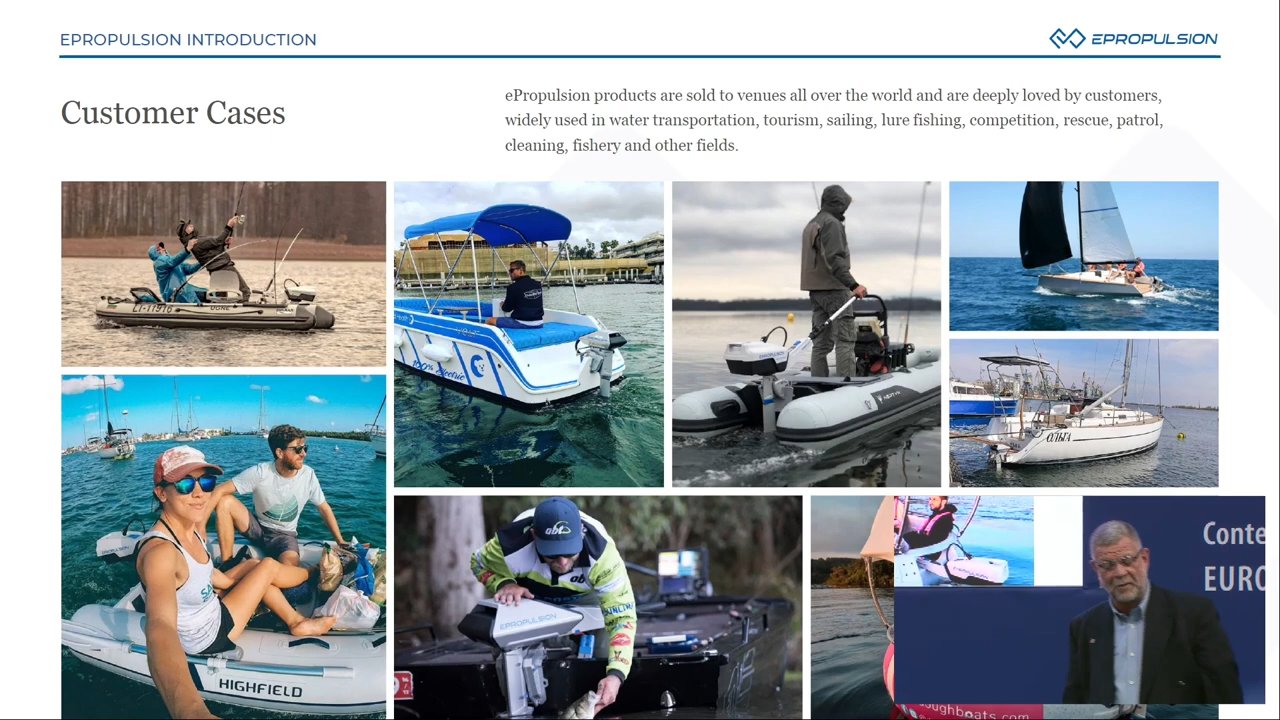 EPROPULSION INTRODUCTION
EPROPULSION
Customer Cases
ePropulsion products are sold to venues all over the world and are deeply loved by customers,
widely used in water transportation, tourism, sailing, lure fishing, competition, rescue, patrol,
cleaning, fishery and other fields.
100% Electric
HIGHFIELD
EPROPULSION
Conte
EURO